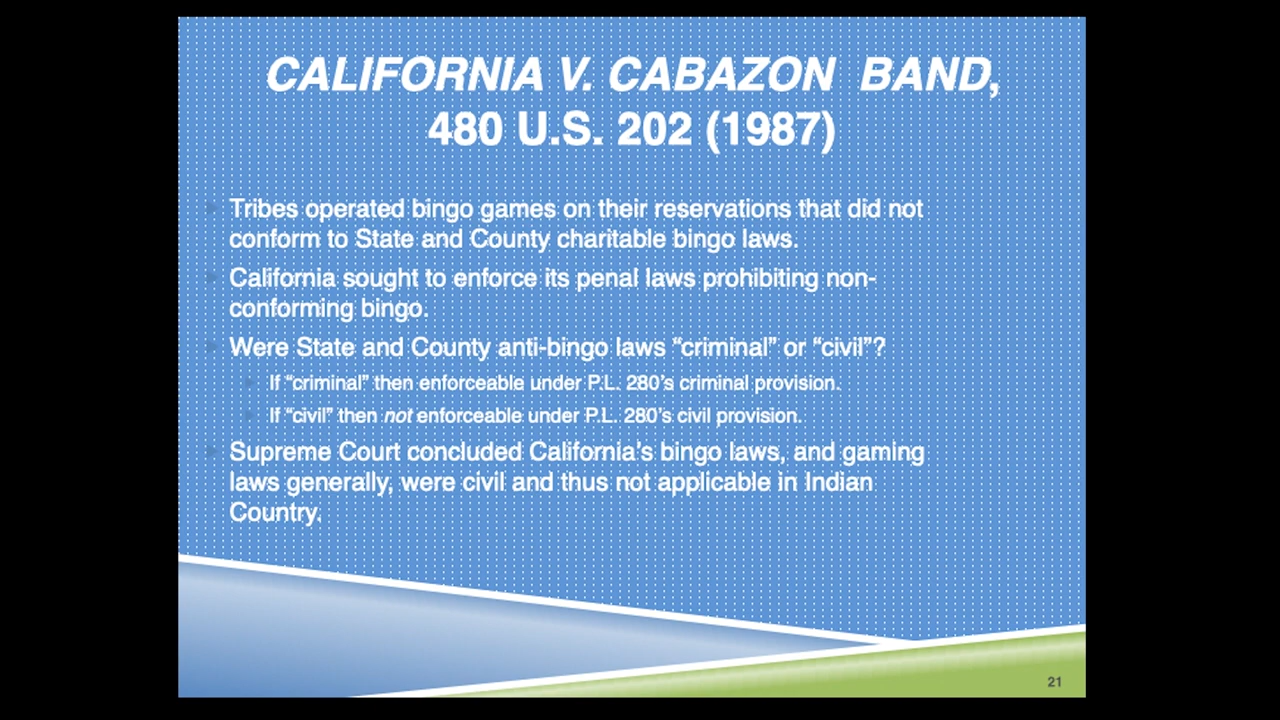 CALIFORNIA V. CABAZON BAND,
480 U.S. 202 (1987)
Tribes operated bingo games on their reservations that did not
conform to State and County charitable bingo laws.
California sought to enforce its penal laws prohibiting non-
conforming bingo.
Were State and County anti-bingo laws “criminal” or “civil”?
If “criminal” then enforceable under P.L. 280’s criminal provision.
If “civil” then not enforceable under P.L. 280’s civil provision.
Supreme Court concluded California’s bingo laws, and gaming
laws generally, were civil and thus not applicable in Indian
Country.
21